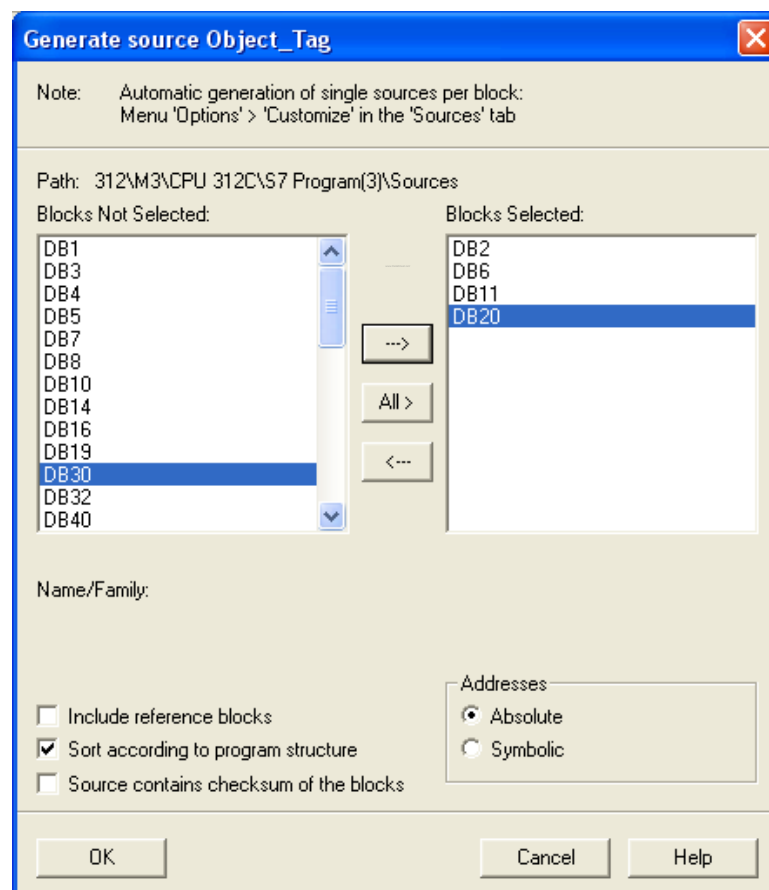 Generate source Object_Tag
Note: Automatic generation of single sources per block:
Menu 'Options' > 'Customize' in the 'Sources' tab
Path: 312\M3\CPU 312C\S7 Program(3)\Sources
Blocks Not Selected:
DB1
DB3
DB4
DB5
DB7
DB8
DB10
DB14
DB16
DB19
DB30
DB32
DB40
--->
All >
<---
Blocks Selected:
DB2
DB6
DB11
DB20
Name/Family:
Include reference blocks
Sort according to program structure
Source contains checksum of the blocks
Addresses
Absolute
Symbolic
OK
Cancel
Help